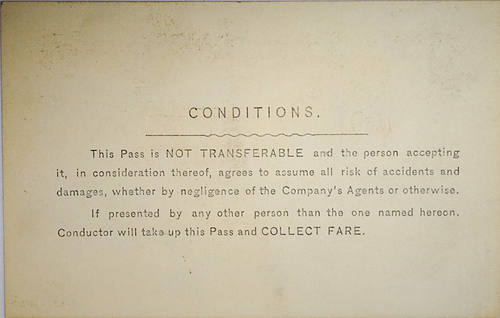 CONDITIONS.
This Pass is NOT TRANSFERABLE and the person accepting
it, in consideration thereof, agrees to assume all risk of accidents and
damages, whether by negligence of the Company's Agents or otherwise.
If presented by any other person than the one named hereon.
Conductor will take up this Pass and COLLECT FARE.